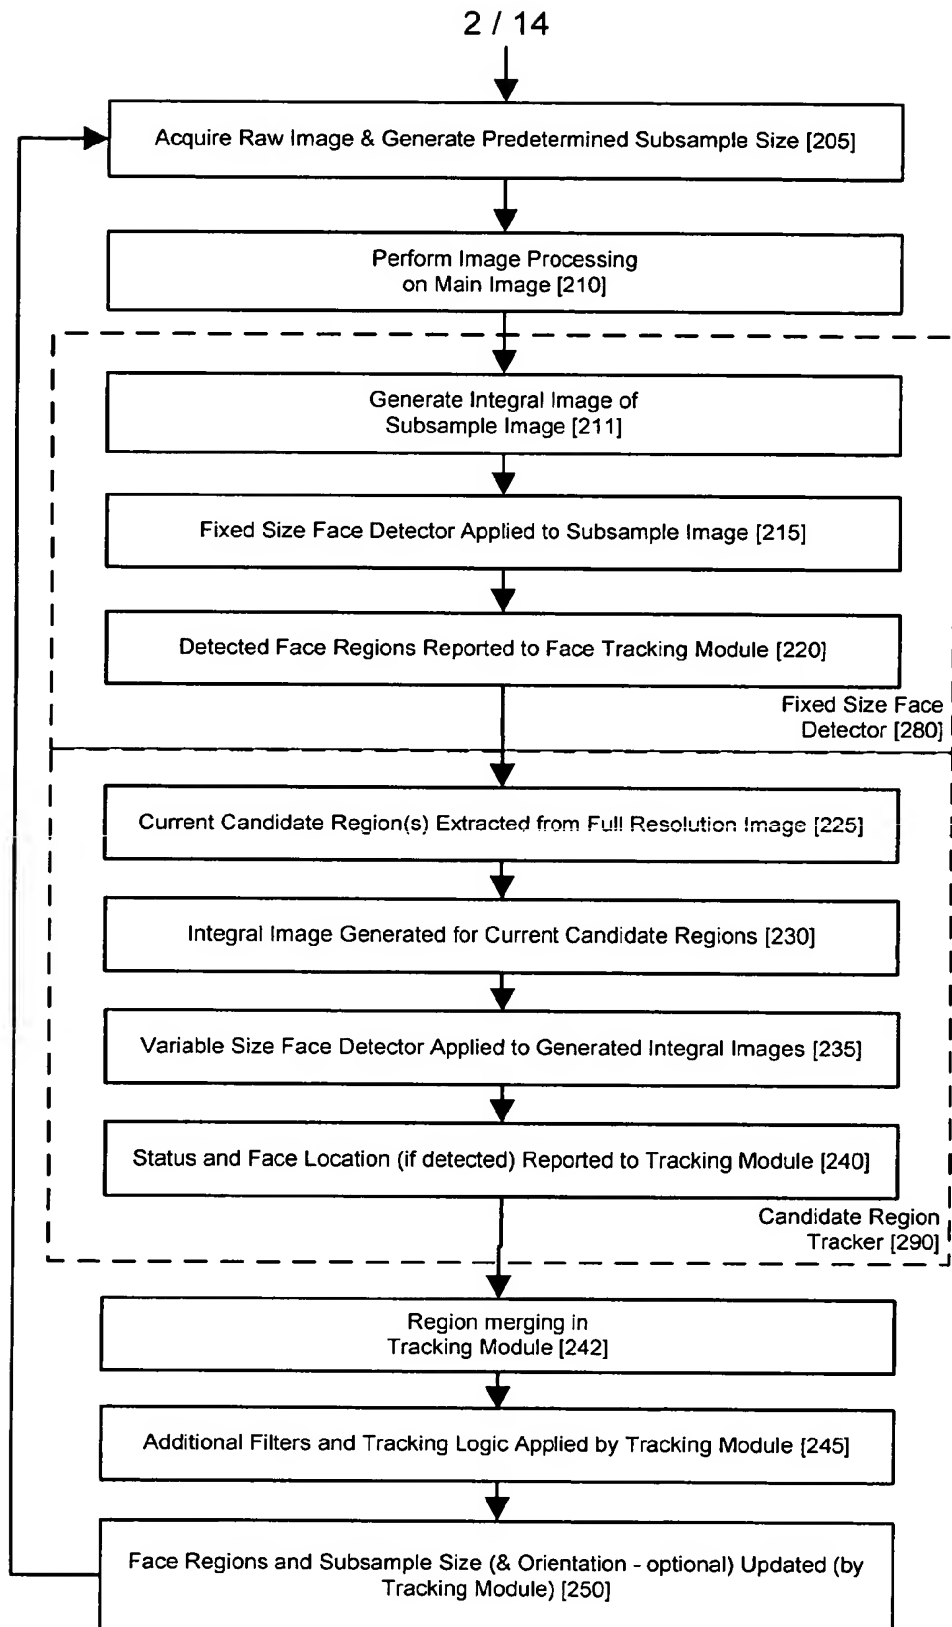 2 / 14
Acquire Raw Image & Generate Predetermined Subsample Size [205]
Perform Image Processing
on Main Image [210]
Generate Integral Image of
Subsample Image [211]
Fixed Size Face Detector Applied to Subsample Image [215]
Detected Face Regions Reported to Face Tracking Module [220]
Fixed Size Face
Detector [280]
Current Candidate Region(s) Extracted from Full Resolution Image [225]
Integral Image Generated for Current Candidate Regions [230]
Variable Size Face Detector Applied to Generated Integral Images [235]
Status and Face Location (if detected) Reported to Tracking Module [240]
Candidate Region
Tracker [290]
Region merging in
Tracking Module [242]
Additional Filters and Tracking Logic Applied by Tracking Module [245]
Face Regions and Subsample Size (& Orientation - optional) Updated (by
Tracking Module) [250]